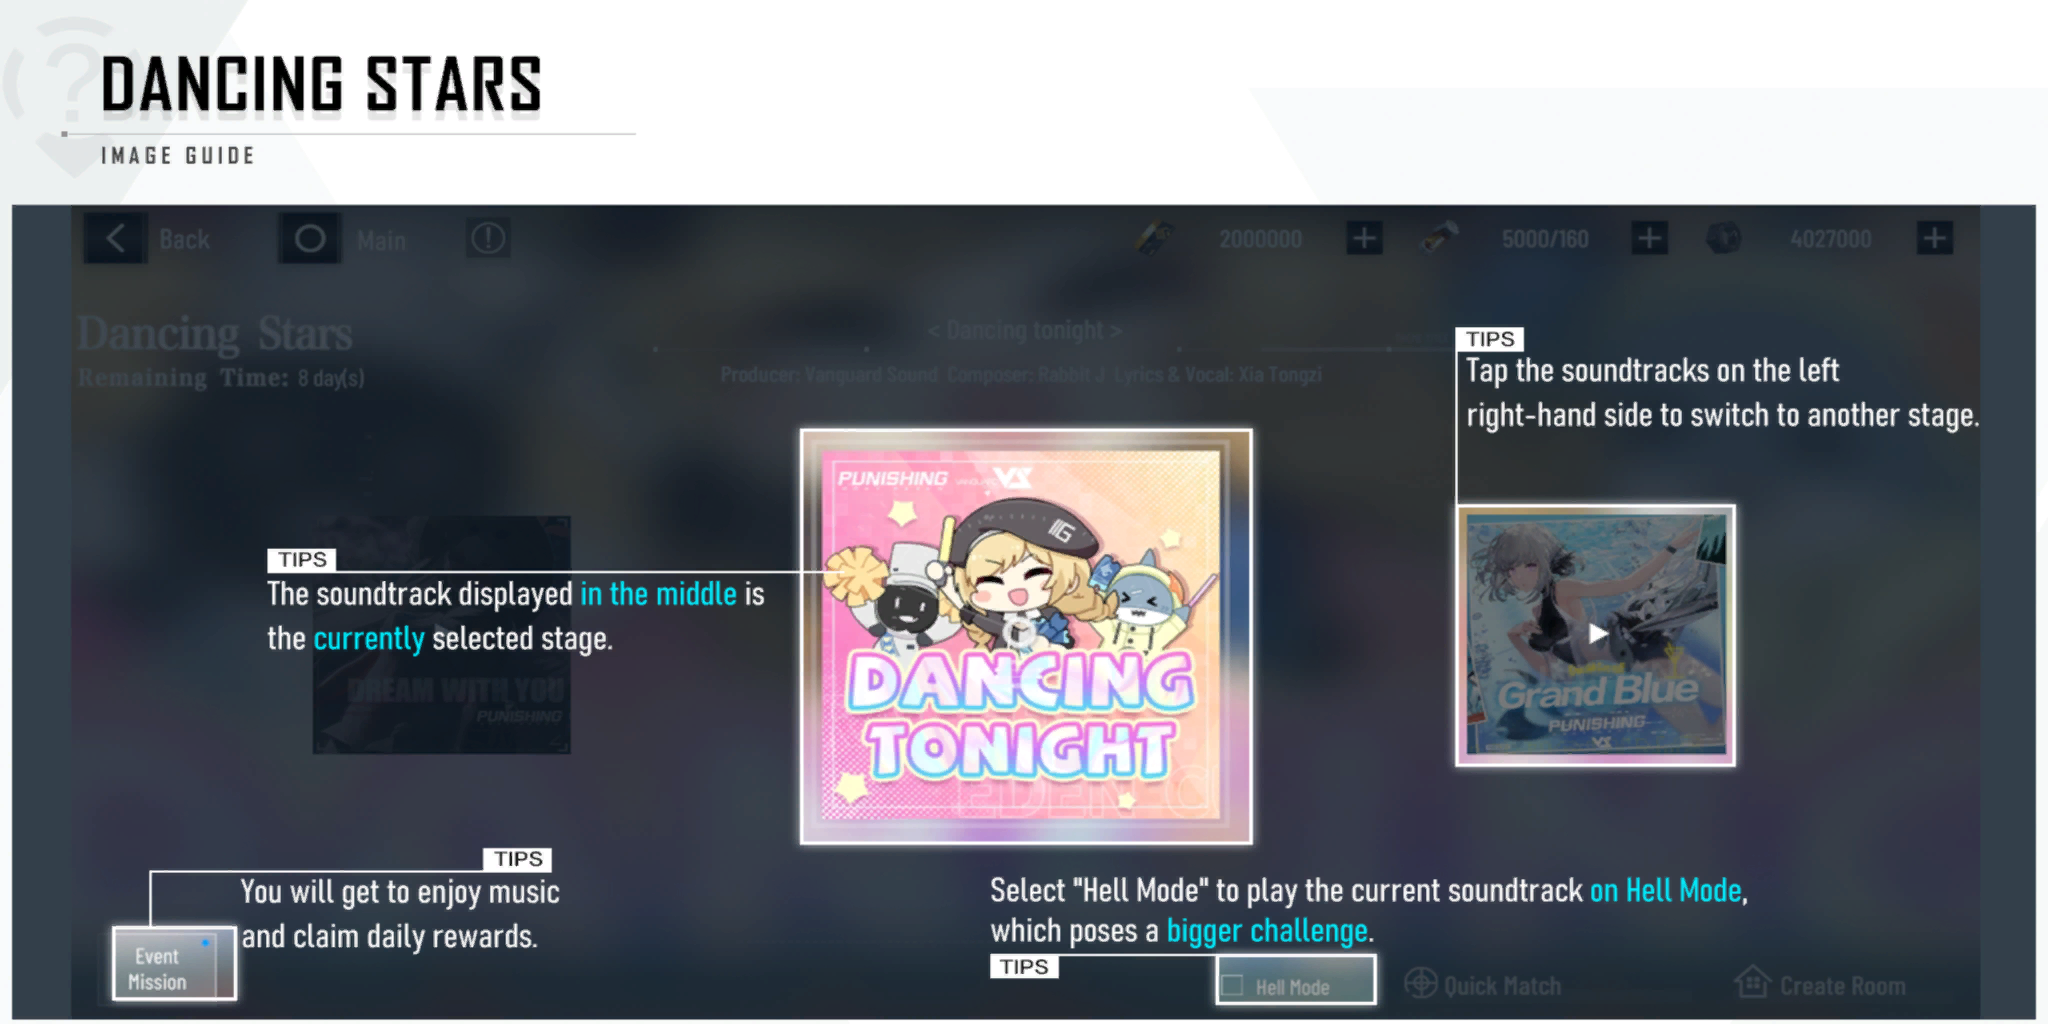 DANCING STARS
IMAGE GUIDE
Back
Main
2000000
5000/160
4027000
Dancing Stars
Remaining Time: 8 day(s)
< Dancing tonight >
Producer: Vanguard Sound Composer: Rabbit J Lyrics & Vocal: Xia Tongzi
TIPS
Tap the soundtracks on the left
right-hand side to switch to another stage.
PUNISHING
VS
G
DANCING
TONIGHT
EDEN C
TIPS
The soundtrack displayed in the middle is
the currently selected stage.
DREAM WITH YOU
PUNISHING
Grand Blue
PUNISHING
VS
TIPS
You will get to enjoy music
and claim daily rewards.
Event
Mission
Select "Hell Mode" to play the current soundtrack on Hell Mode,
which poses a bigger challenge.
TIPS
Hell Mode
Quick Match
Create Room